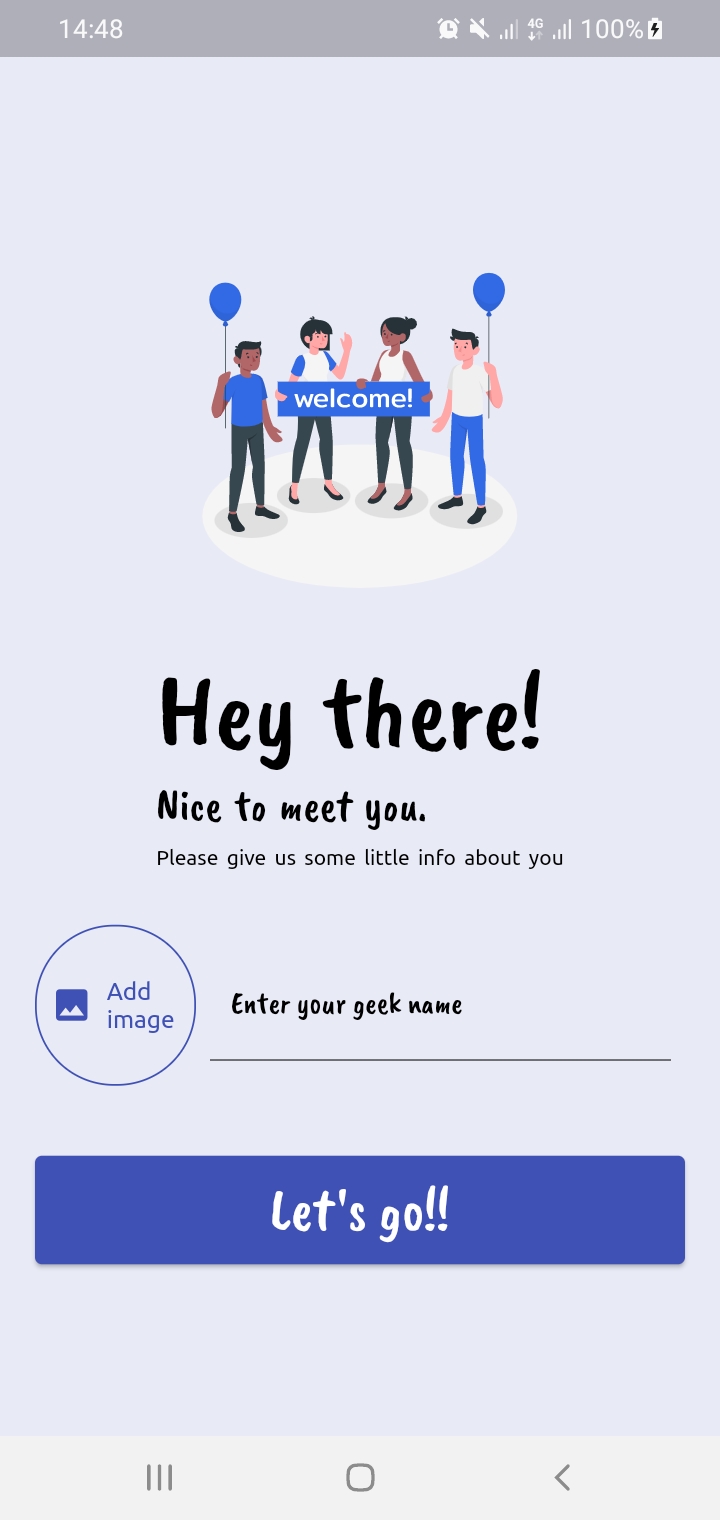 14:48
4G
100%
welcome!
Hey there!
Nice to meet you.
Please give us some little info about you
Add
image
Enter your geek name
Let's go!!